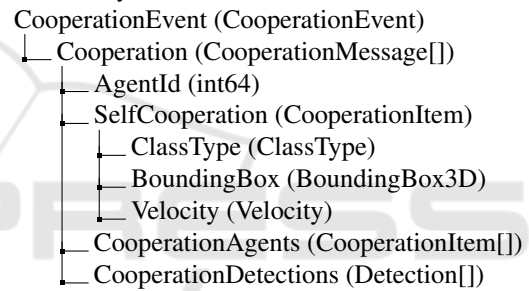 CooperationEvent (CooperationEvent)
Cooperation (CooperationMessage[])
AgentId (int64)
SelfCooperation (CooperationItem)
ClassType (ClassType)
BoundingBox (BoundingBox3D)
Velocity (Velocity)
CooperationAgents (CooperationItem[])
CooperationDetections (Detection[])